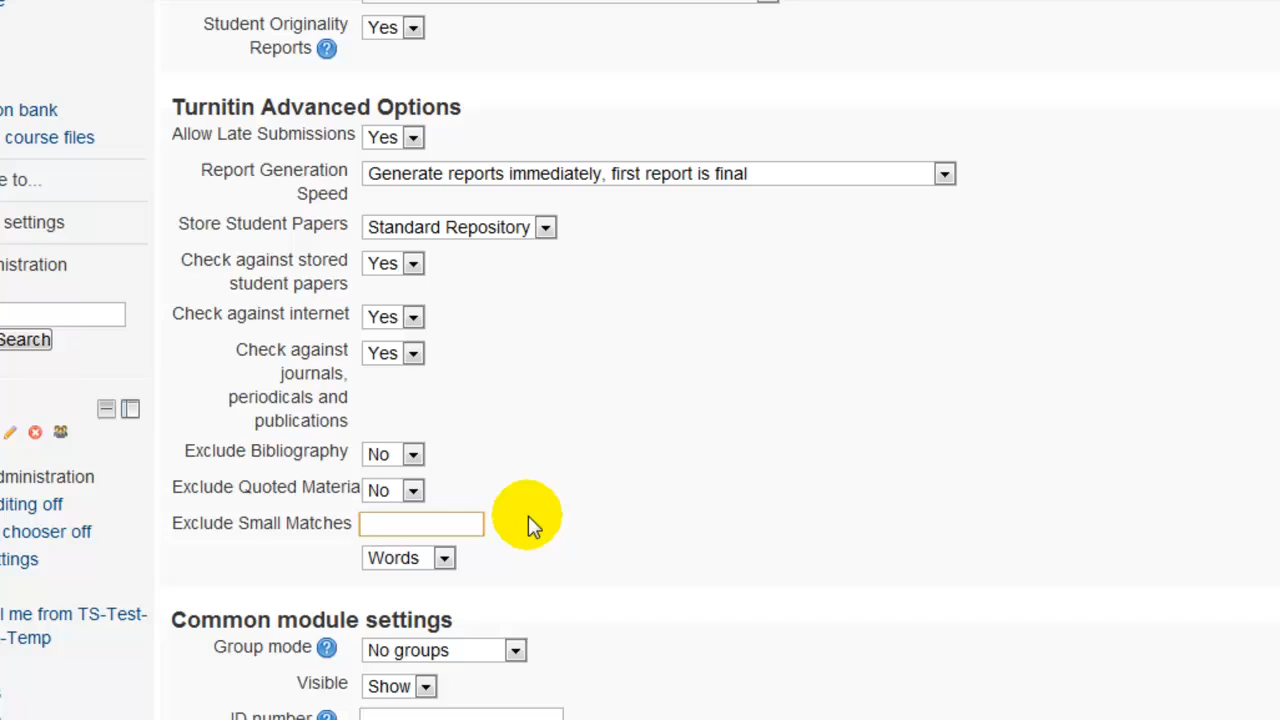 Student Originality Yes
Reports
Turnitin Advanced Options
Allow Late Submissions Yes
Report Generation Generate reports immediately, first report is final
Speed
Store Student Papers Standard Repository
Check against stored Yes
student papers
Check against internet Yes
Check against Yes
journals,
periodicals and
publications
Exclude Bibliography No
Exclude Quoted Materia No
Exclude Small Matches
Words
Common module settings
Group mode No groups
Visible Show
ID number
on bank
course files
e to...
settings
nistration
Search
dministration
diting off
chooser off
ttings
l me from TS-Test-
-Temp